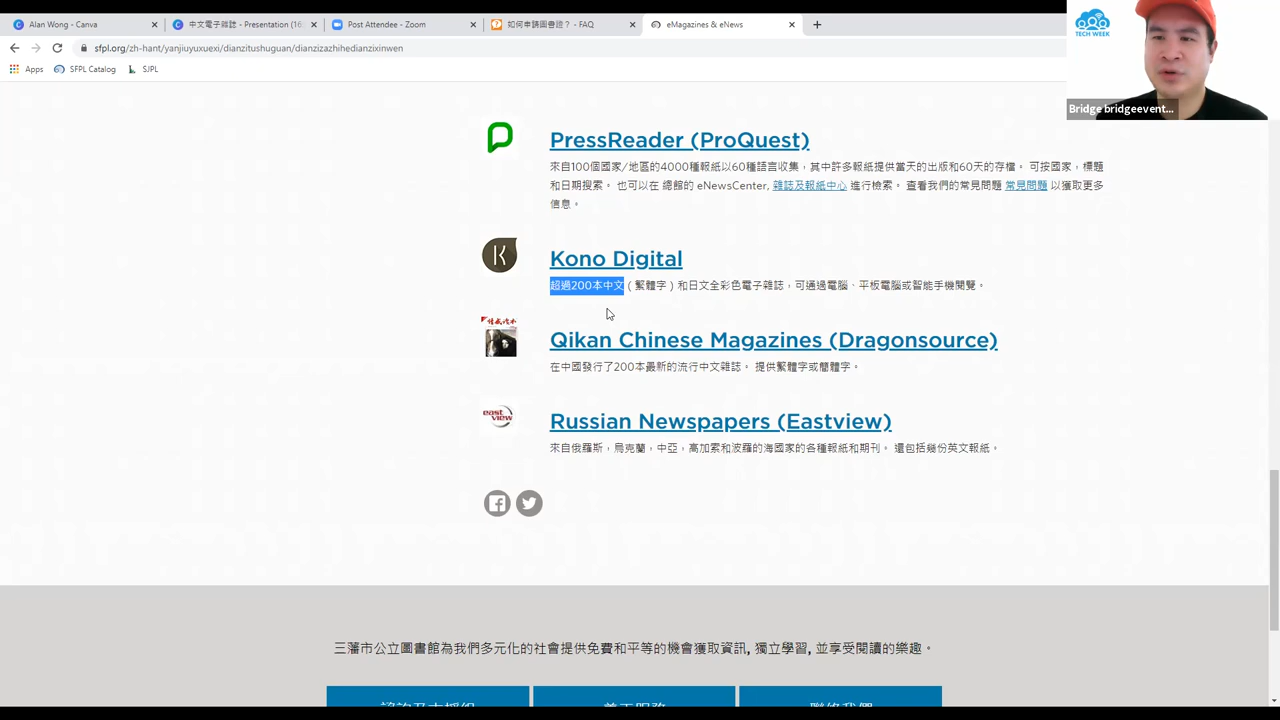 Alan Wong - Canva
中文電子雜誌 - Presentation (16:
Post Attendee - Zoom
如何申請圖書證？ - FAQ
eMagazines & eNews
sfpl.org/zh-hant/yanjiuyuxuexi/dianzitushuguan/dianzizazhihedianzixinwen
Apps
SFPL Catalog
SJPL
TECH WEEK
Bridge bridgeevent...
PressReader (ProQuest)
來自100個國家/地區的4000種報紙以60種語言收集，其中許多報紙提供當天的出版和60天的存檔。 可按國家，標題
和日期搜索。 也可以在 總館的 eNewsCenter, 雜誌及報紙中心 進行檢索。 查看我們的常見問題 常見問題 以獲取更多
信息。
Kono Digital
超過200本中文（繁體字）和日文全彩色電子雜誌，可通過電腦、平板電腦或智能手機閱覽。
Qikan Chinese Magazines (Dragonsource)
在中國發行了200本最新的流行中文雜誌。 提供繁體字或簡體字。
east view
Russian Newspapers (Eastview)
來自俄羅斯，烏克蘭，中亞，高加索和波羅的海國家的各種報紙和期刊。 還包括幾份英文報紙。
三藩市公立圖書館為我們多元化的社會提供免費和平等的機會獲取資訊, 獨立學習, 並享受閱讀的樂趣。